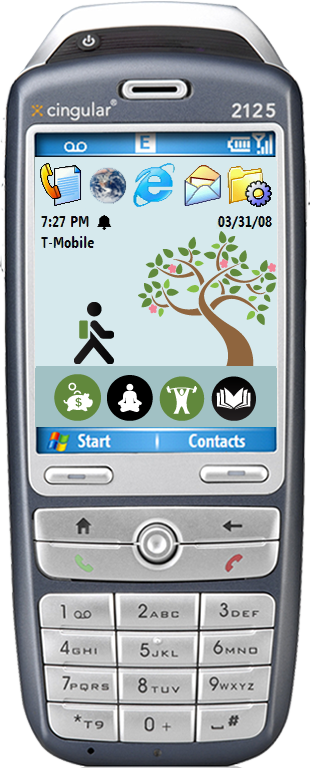 cingular®
2125
E
7:27 PM
03/31/08
T-Mobile
$
Start
Contacts
1
2ABC
3DEF
4GHI
5JKL
6MNO
7PQRS
8TUV
9WXYZ
*T9
0 +
#